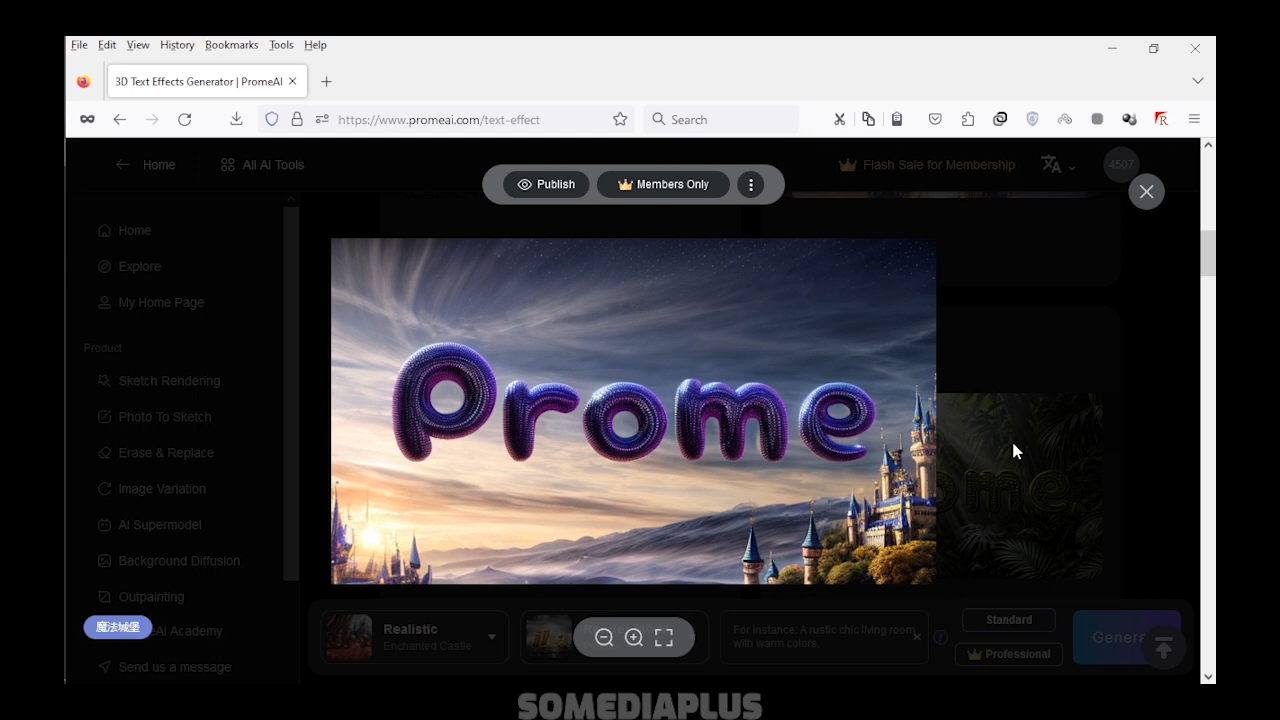 File Edit View History Bookmarks Tools Help
3D Text Effects Generator | PromeAI
https://www.promeai.com/text-effect
Search
Home
All AI Tools
Flash Sale for Membership
4507
Publish
Members Only
Home
Explore
My Home Page
Product
Sketch Rendering
Photo To Sketch
Erase & Replace
Image Variation
AI Supermodel
Background Diffusion
Outpainting
魔法城堡
AI Academy
Send us a message
Prome
ome
Realistic
Enchanted Castle
For instance: A rustic chic living room
with warm colors.
Standard
Professional
Genera
SOMEDIAPLUS